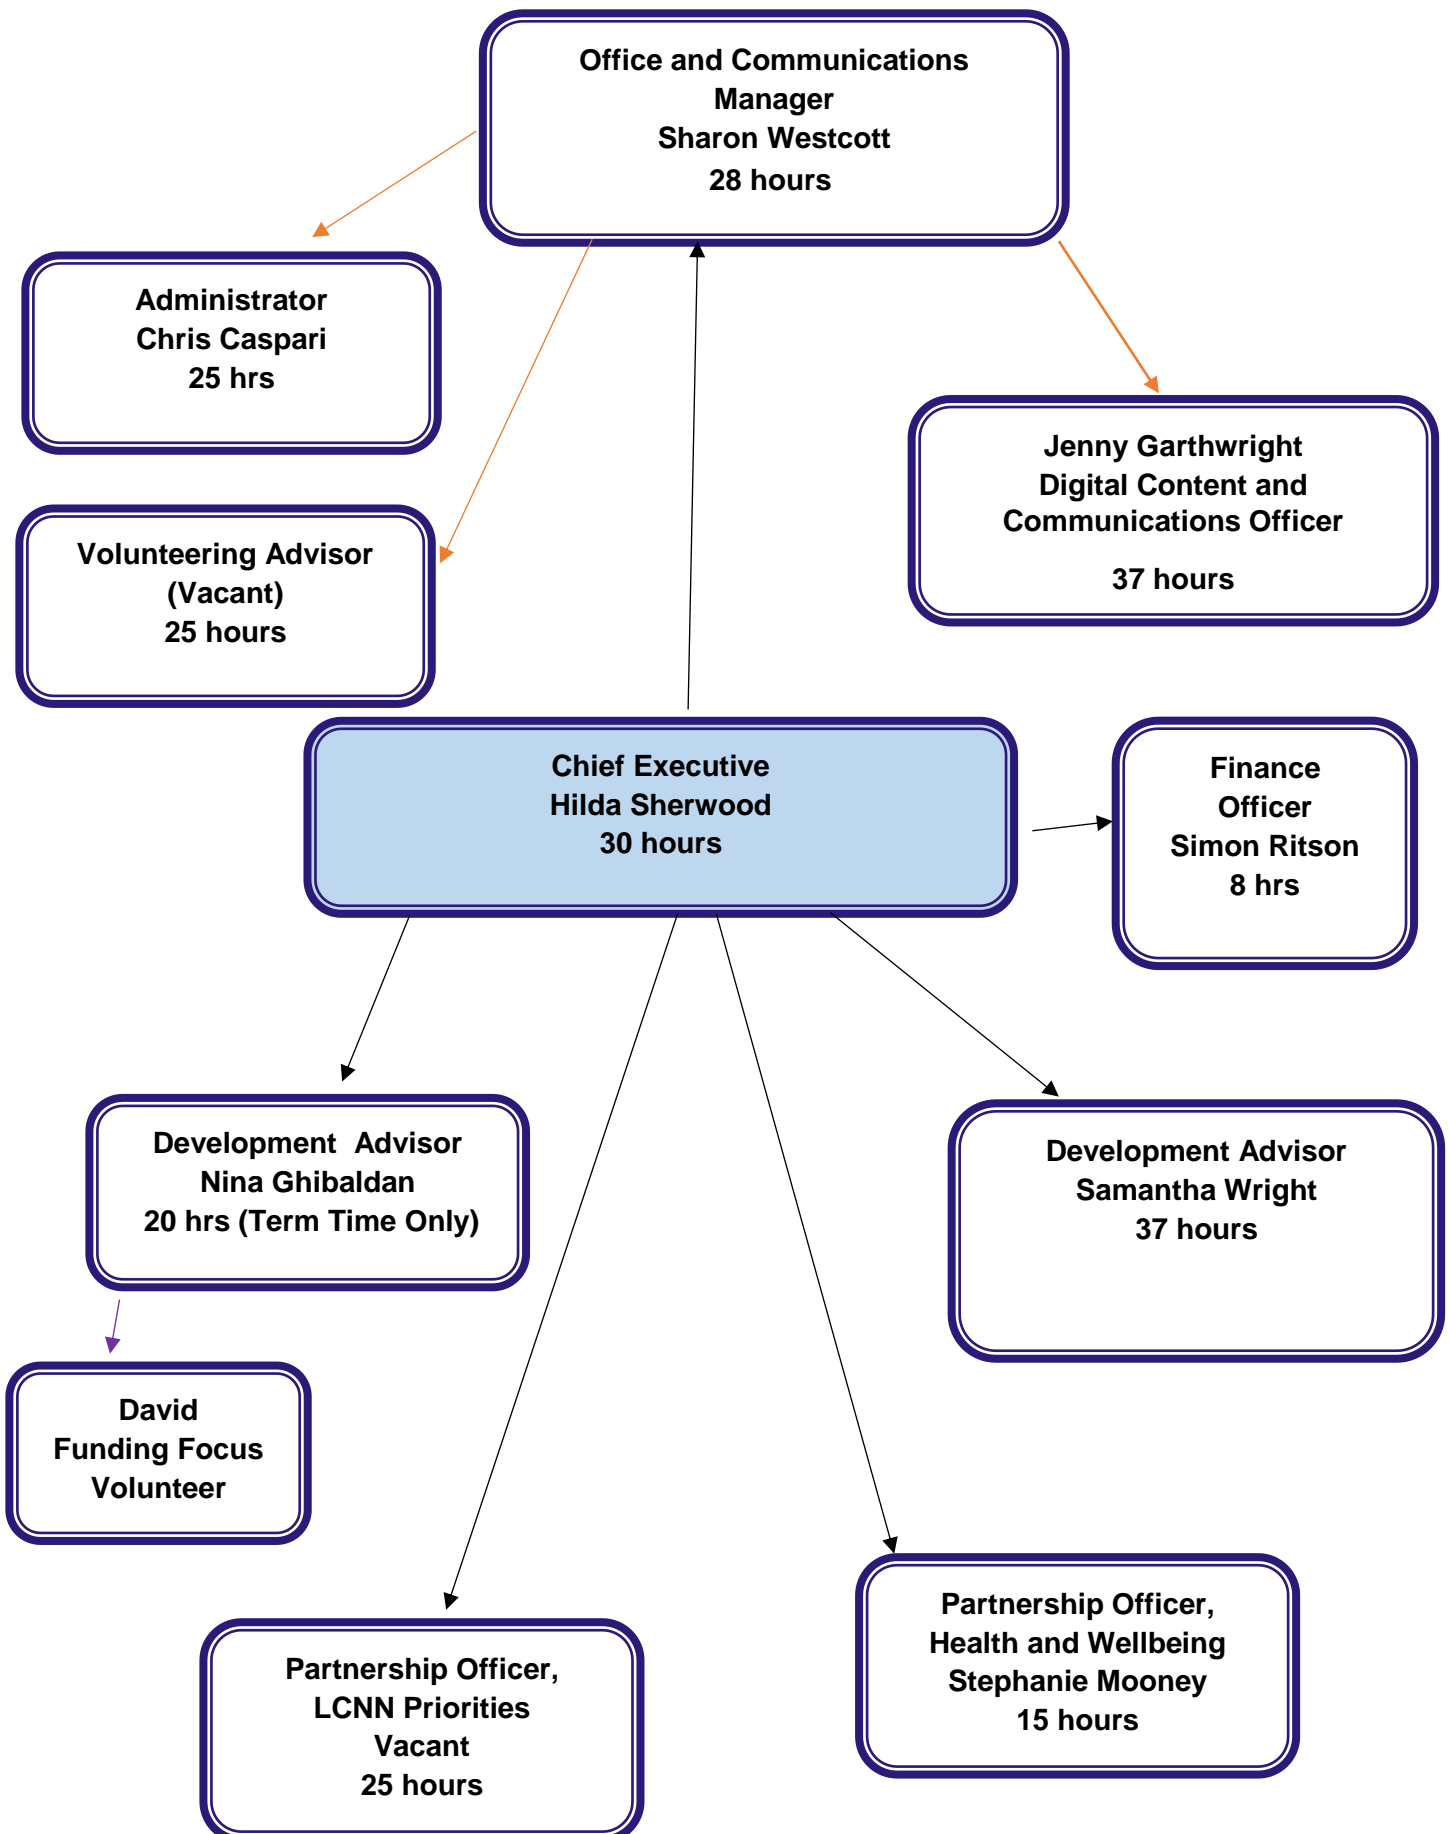 Office and Communications
Manager
Sharon Westcott
28 hours
Administrator
Chris Caspari
25 hrs
Jenny Garthwright
Digital Content and
Communications Officer
37 hours
Volunteering Advisor
(Vacant)
25 hours
Chief Executive
Hilda Sherwood
30 hours
Finance
Officer
Simon Ritson
8 hrs
Development  Advisor
Nina Ghibaldan
20 hrs (Term Time Only)
Development Advisor
Samantha Wright
37 hours
David
Funding Focus
Volunteer
Partnership Officer,
Health and Wellbeing
Stephanie Mooney
15 hours
Partnership Officer,
LCNN Priorities
Vacant
25 hours